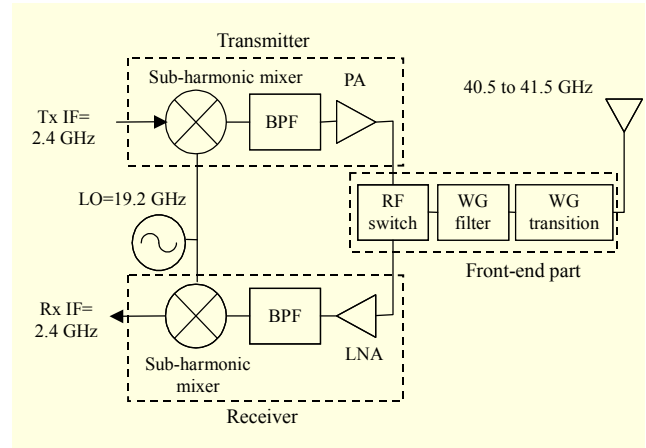 Transmitter
Sub-harmonic mixer
PA
40.5 to 41.5 GHz
Tx IF=
2.4 GHz
BPF
LO=19.2 GHz
RF
switch
WG
filter
WG
transition
Front-end part
Rx IF=
2.4 GHz
BPF
LNA
Sub-harmonic
mixer
Receiver